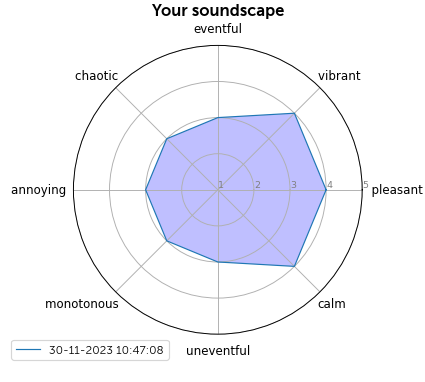 Your soundscape
eventful
chaotic
vibrant
annoying
1
2
3
4
5
pleasant
monotonous
calm
uneventful
30-11-2023 10:47:08